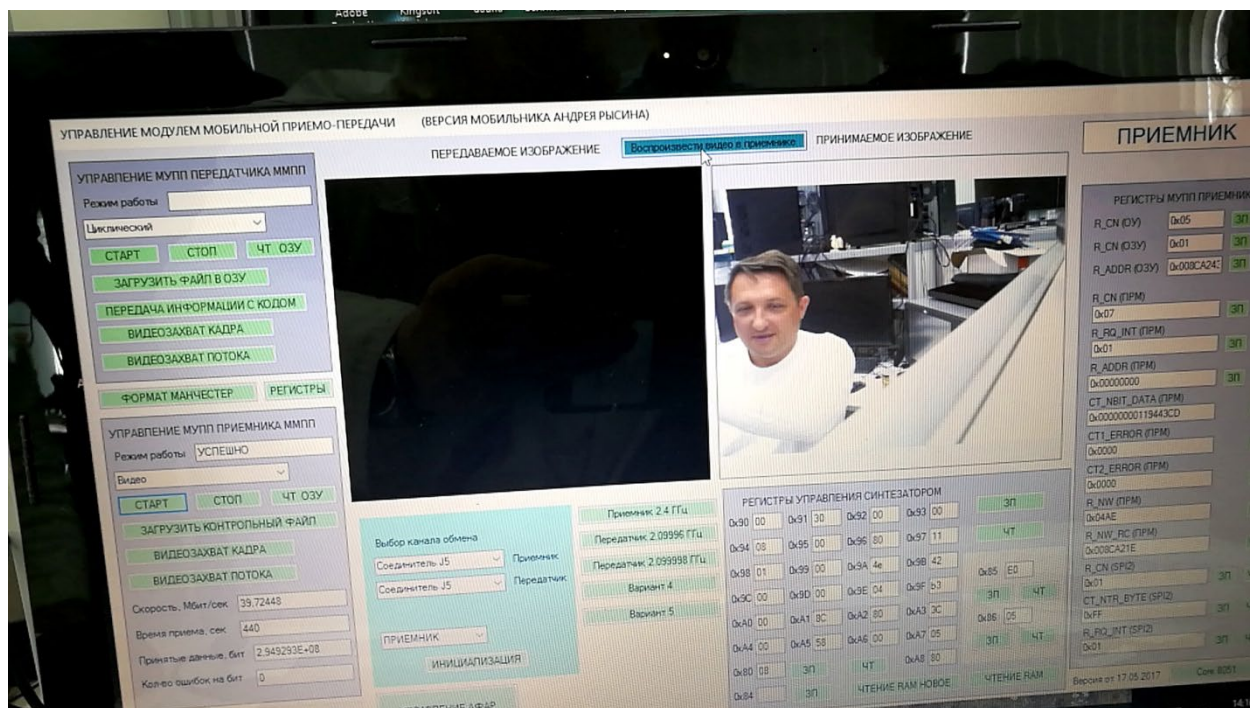 Adobe
Kingsoft
УПРАВЛЕНИЕ МОДУЛЕМ МОБИЛЬНОЙ ПРИЕМО-ПЕРЕДАЧИ (ВЕРСИЯ МОБИЛЬНИКА АНДРЕЯ РЫСИНА)
ПЕРЕДАВАЕМОЕ ИЗОБРАЖЕНИЕ
Воспроизвести видео в приемнике
ПРИНИМАЕМОЕ ИЗОБРАЖЕНИЕ
УПРАВЛЕНИЕ МУПП ПЕРЕДАТЧИКА ММПП
Режим работы
Циклический
СТАРТ СТОП ЧТ ОЗУ
ЗАГРУЗИТЬ ФАЙЛ В ОЗУ
ПЕРЕДАЧА ИНФОРМАЦИИ С КОДОМ
ВИДЕОЗАХВАТ КАДРА
ВИДЕОЗАХВАТ ПОТОКА
ФОРМАТ МАНЧЕСТЕР РЕГИСТРЫ
УПРАВЛЕНИЕ МУПП ПРИЕМНИКА ММПП
Режим работы УСПЕШНО
Видео
СТАРТ СТОП ЧТ ОЗУ
ЗАГРУЗИТЬ КОНТРОЛЬНЫЙ ФАЙЛ
ВИДЕОЗАХВАТ КАДРА
ВИДЕОЗАХВАТ ПОТОКА
Скорость, Мбит/сек 39,72448
Время приема, сек 440
Принятые данные, бит 2.949293E+08
Кол-во ошибок на бит 0
Выбор канала обмена
Соединитель J5 Приемник
Соединитель J5 Передатчик
ПРИЕМНИК
ИНИЦИАЛИЗАЦИЯ
Приемник 2.4 ГГц
Передатчик 2.09996 ГГц
Передатчик 2.099998 ГГц
Вариант 4
Вариант 5
РЕГИСТРЫ УПРАВЛЕНИЯ СИНТЕЗАТОРОМ
0x90 00 0x91 30 0x92 00 0x93 00 ЗП
0x94 08 0x95 00 0x96 80 0x97 11 ЧТ
0x98 01 0x99 00 0x9A 4e 0x9B 42 0x85 E0
0x9C 00 0x9D 00 0x9E 04 0x9F b3 ЗП ЧТ
0xA0 00 0xA1 BC 0xA2 80 0xA3 3C 0x86 05
0xA4 00 0xA5 58 0xA6 00 0xA7 05 ЗП ЧТ
0x80 08 ЗП ЧТ 0xA8 80
0x84 ЗП ЧТЕНИЕ RAM НОВОЕ ЧТЕНИЕ RAM
ПРИЕМНИК
РЕГИСТРЫ МУПП ПРИЕМНИК
R_CN (ОУ) 0x05 ЗП
R_CN (ОЗУ) 0x01 ЗП
R_ADDR (ОЗУ) 0x008CA243 ЗП
R_CN (ПРМ)
0x07 ЗП
R_RQ_INT (ПРМ)
0x01 ЗП
R_ADDR (ПРМ)
0x00000000 ЗП
CT_NBIT_DATA (ПРМ)
0x00000000119443CD
CT1_ERROR (ПРМ)
0x0000
CT2_ERROR (ПРМ)
0x0000
R_NW (ПРМ)
0x04AE
R_NW_RC (ПРМ)
0x008CA21E
R_CN (SPI2)
0x01 ЗП
CT_NTR_BYTE (SPI2)
0xFF
R_RQ_INT (SPI2)
0x01
Версия от 17.05.2017